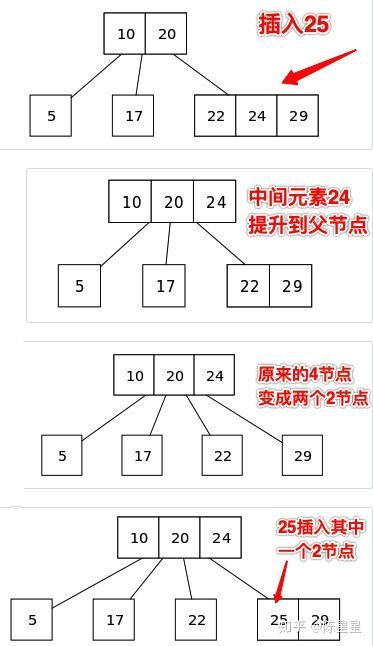 10 20
插入25
5 17 22 24 29
10 20 24
中间元素24
提升到父节点
5 17 22 29
10 20 24
原来的4节点
变成两个2节点
5 17 22 29
10 20 24
25插入其中
一个2节点
5 17 22 25 29
知乎 @陈星星